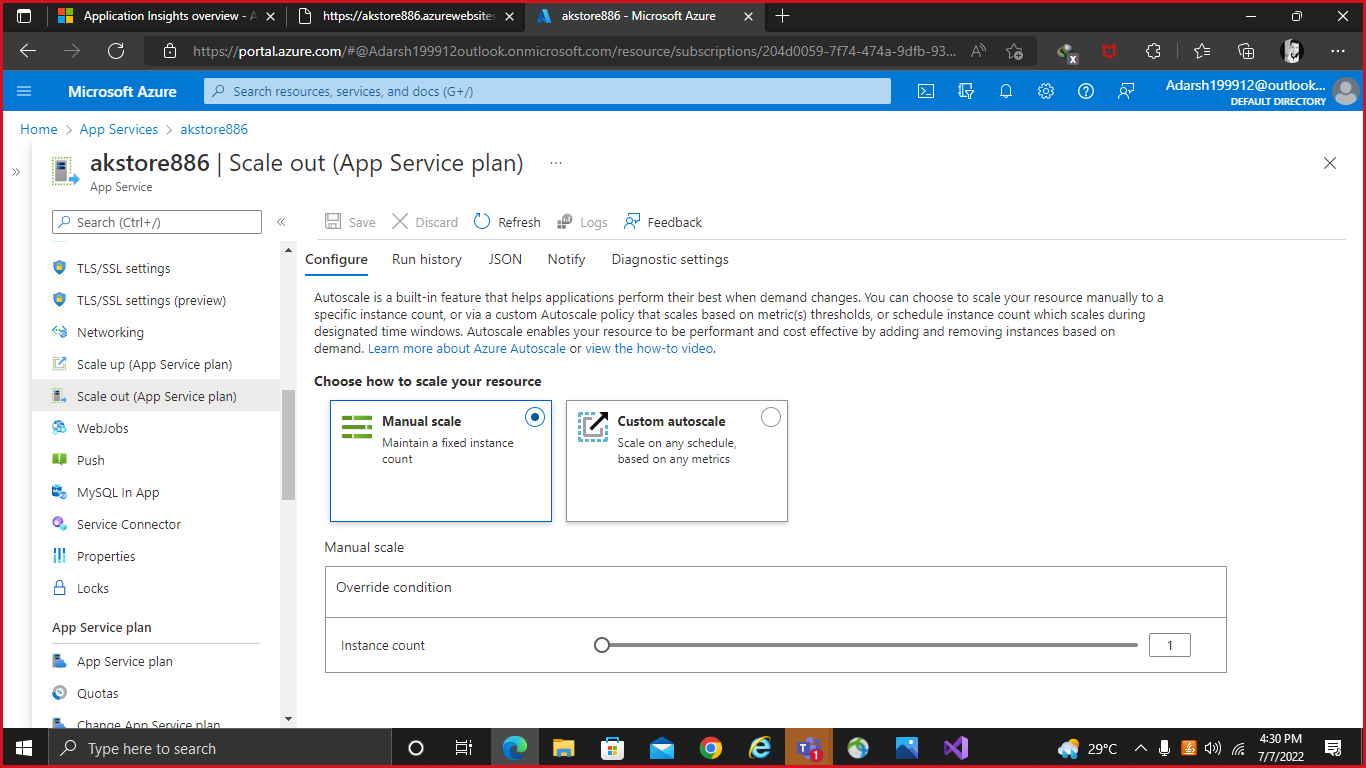 Application Insights overview - A
https://akstore886.azurewebsites
akstore886 - Microsoft Azure
https://portal.azure.com/#@Adarsh199912outlook.onmicrosoft.com/resource/subscriptions/204d0059-7f74-474a-9dfb-93...
Microsoft Azure
Search resources, services, and docs (G+/)
Adarsh199912@outlook...
DEFAULT DIRECTORY
Home > App Services > akstore886
akstore886 | Scale out (App Service plan) ...
App Service
Search (Ctrl+/)
Save
Discard
Refresh
Logs
Feedback
TLS/SSL settings
TLS/SSL settings (preview)
Networking
Scale up (App Service plan)
Scale out (App Service plan)
WebJobs
Push
MySQL In App
Service Connector
Properties
Locks
App Service plan
App Service plan
Quotas
Change App Service plan
Configure
Run history
JSON
Notify
Diagnostic settings
Autoscale is a built-in feature that helps applications perform their best when demand changes. You can choose to scale your resource manually to a
specific instance count, or via a custom Autoscale policy that scales based on metric(s) thresholds, or schedule instance count which scales during
designated time windows. Autoscale enables your resource to be performant and cost effective by adding and removing instances based on
demand. Learn more about Azure Autoscale or view the how-to video.
Choose how to scale your resource
Manual scale
Maintain a fixed instance
count
Custom autoscale
Scale on any schedule,
based on any metrics
Manual scale
Override condition
Instance count
1
Type here to search
1
29°C
4:30 PM
7/7/2022